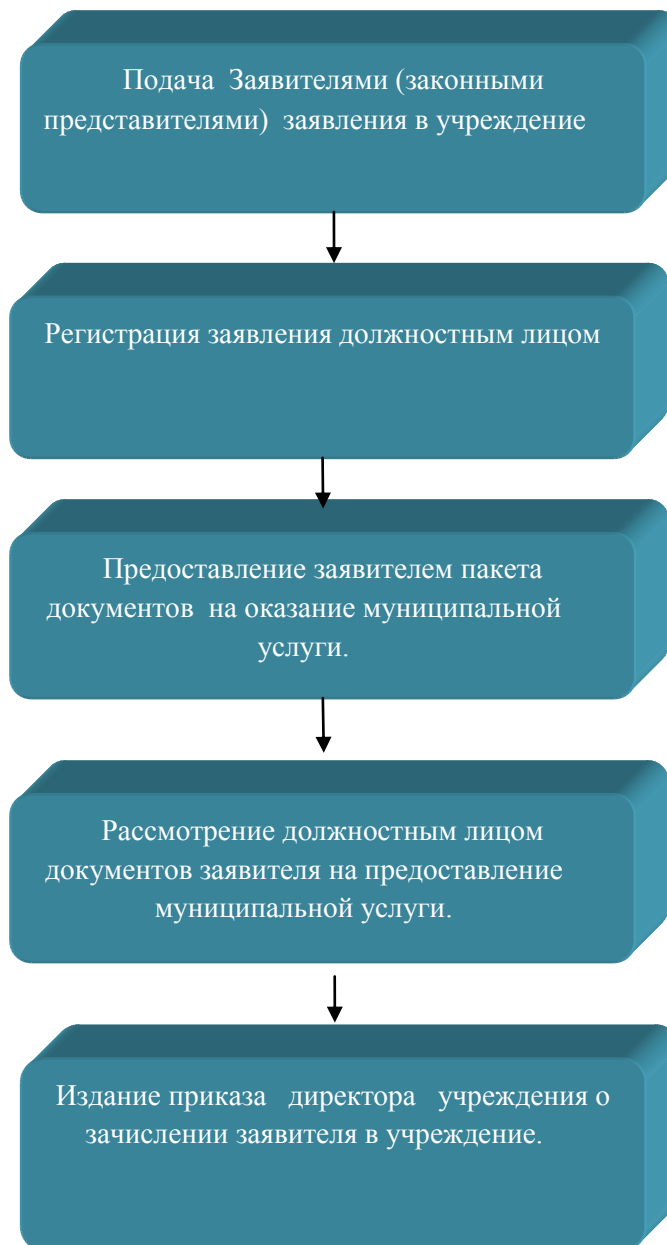 Подача Заявителями (законными
представителями) заявления в учреждение
Регистрация заявления должностным лицом
Предоставление заявителем пакета
документов на оказание муниципальной
услуги.
Рассмотрение должностным лицом
документов заявителя на предоставление
муниципальной услуги.
Издание приказа директора учреждения о
зачислении заявителя в учреждение.